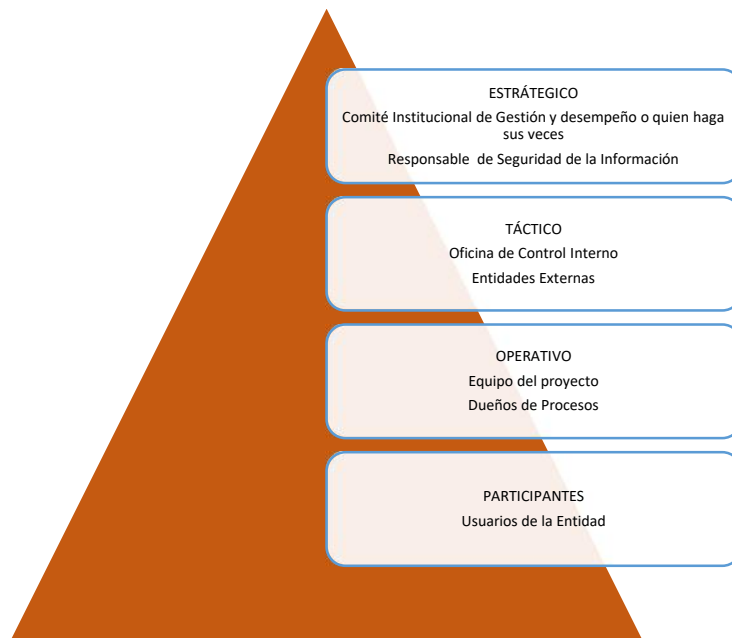 ESTRÁTEGICO
Comité Institucional de Gestión y desempeño o quien haga
sus veces
Responsable de Seguridad de la Información
TÁCTICO
Oficina de Control Interno
Entidades Externas
OPERATIVO
Equipo del proyecto
Dueños de Procesos
PARTICIPANTES
Usuarios de la Entidad